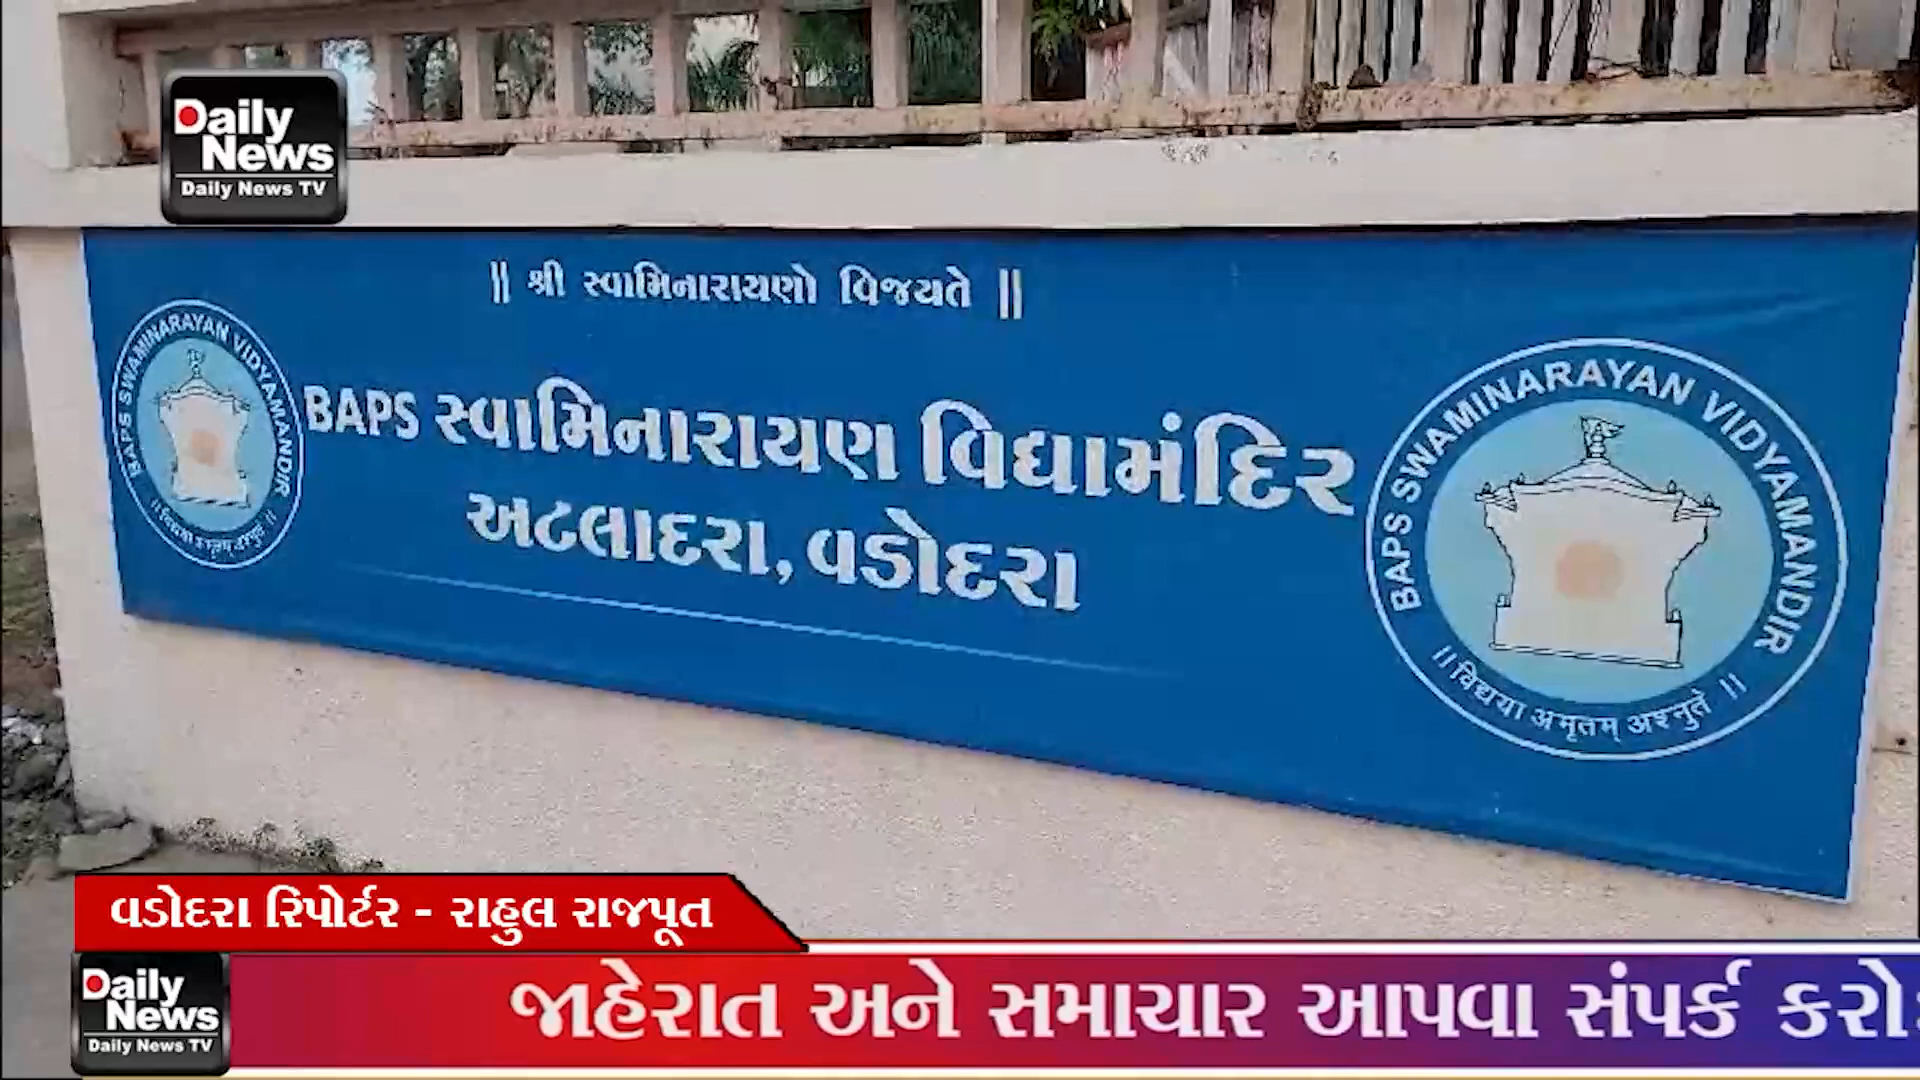 Daily
News
Daily News TV
|| શ્રી સ્વામિનારાયણો વિજયતે ||
BAPS SWAMINARAYAN VIDYAMANDIR
BAPS સ્વામિનારાયણ વિદ્યામંદિર
અટલાદરા, વડોદરા
BAPS SWAMINARAYAN VIDYAMANDIR
॥ विद्यया अमृतम् अश्नुते ॥
વડોદરા રિપોર્ટર - રાહુલ રાજપૂત
Daily
News
Daily News TV
જાહેરાત અને સમાચાર આપવા સંપર્ક કરો